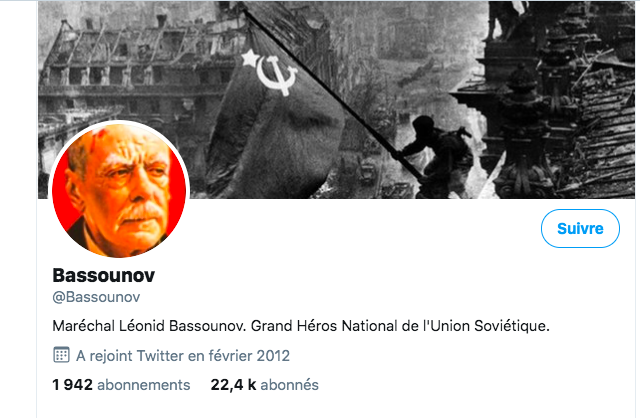 Suivre
Bassounov
@Bassounov
Maréchal Léonid Bassounov. Grand Héros National de l'Union Soviétique.
A rejoint Twitter en février 2012
1 942 abonnements 22,4 k abonnés